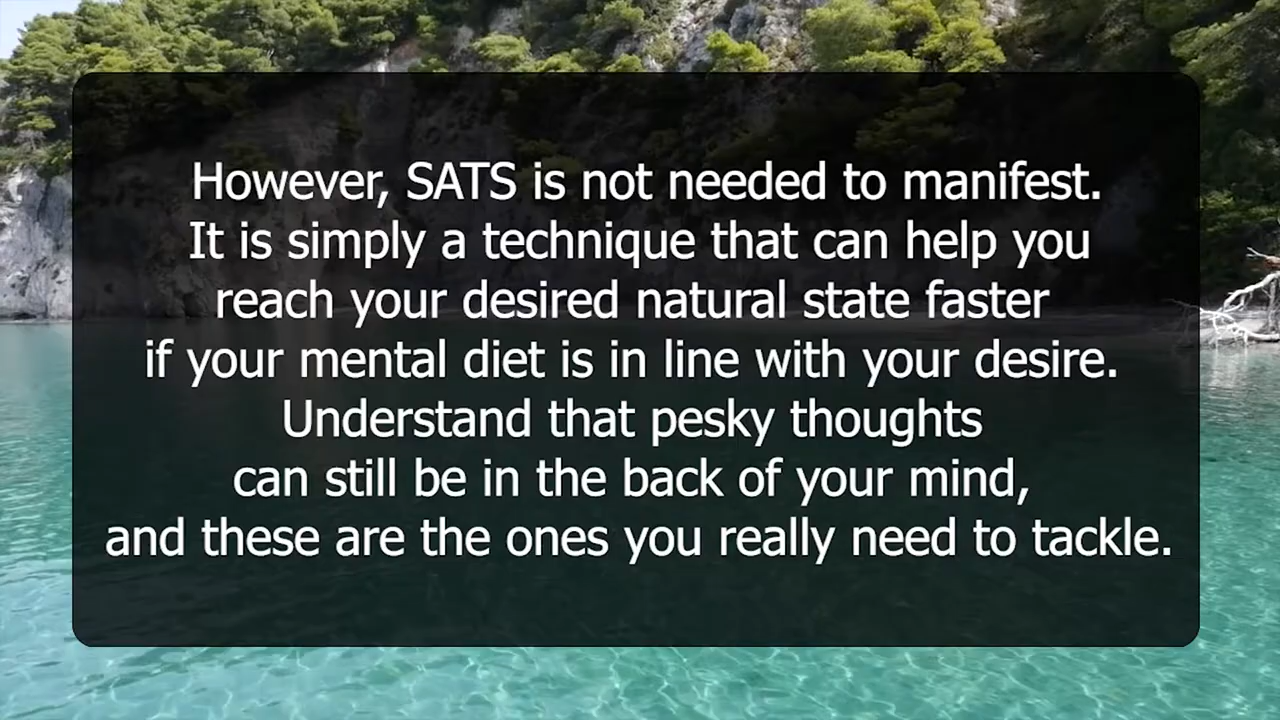 However, SATS is not needed to manifest.
It is simply a technique that can help you
reach your desired natural state faster
if your mental diet is in line with your desire.
Understand that pesky thoughts
can still be in the back of your mind,
and these are the ones you really need to tackle.